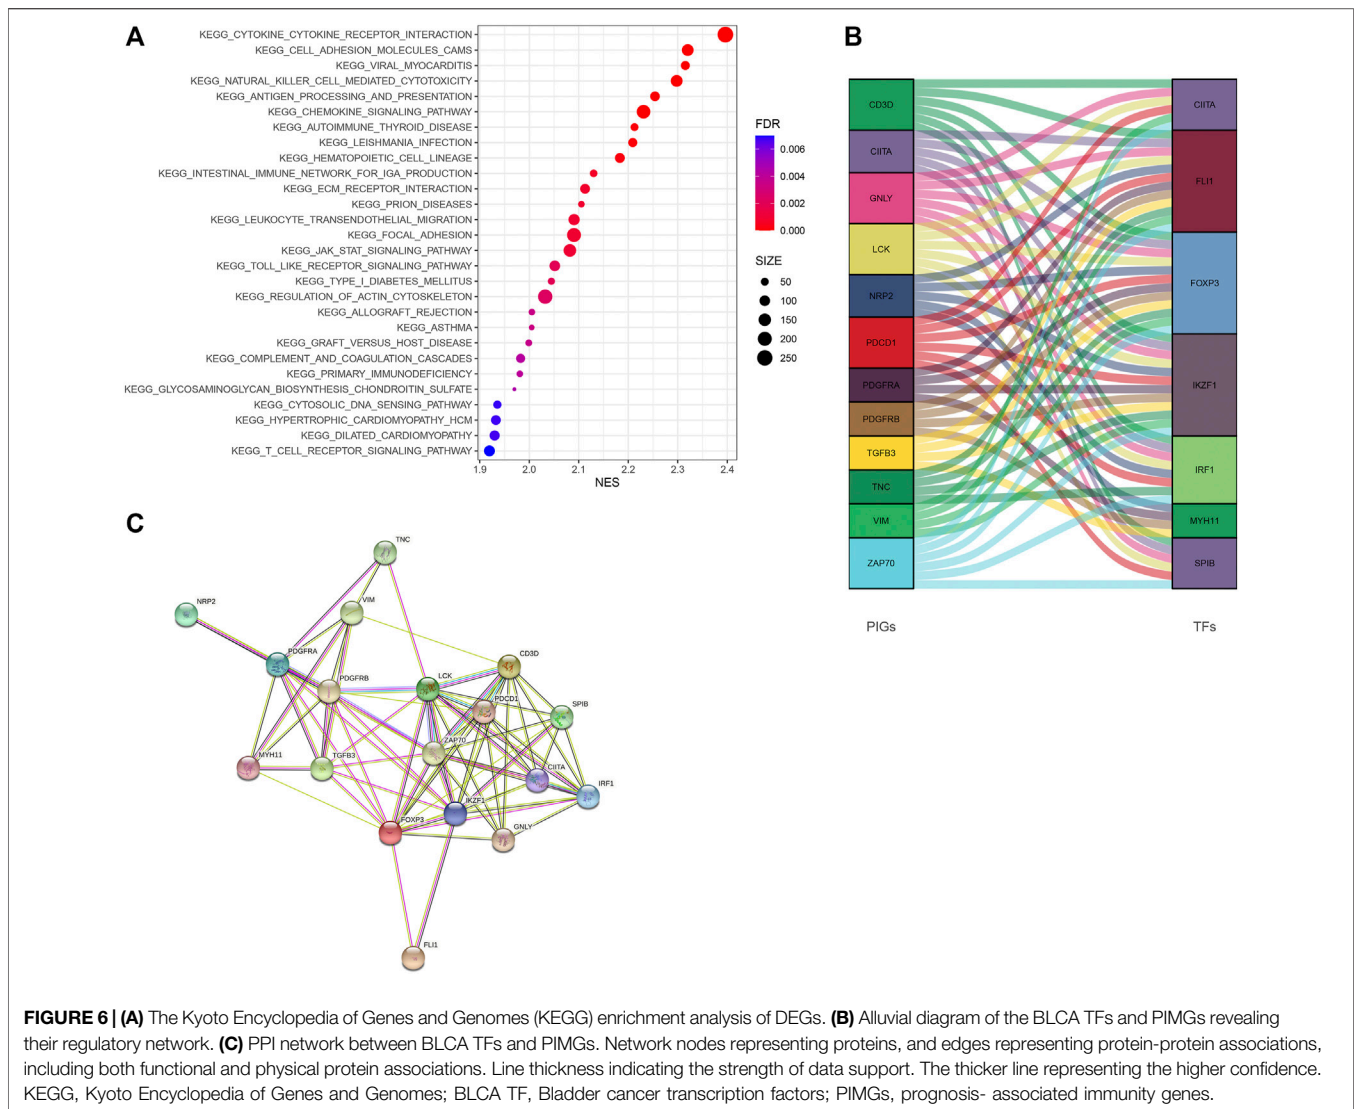 A
KEGG_CYTOKINE_CYTOKINE_RECEPTOR_INTERACTION
KEGG_CELL_ADHESION_MOLECULES_CAMS
KEGG_VIRAL_MYOCARDITIS
KEGG_NATURAL_KILLER_CELL_MEDIATED_CYTOTOXICITY
KEGG_ANTIGEN_PROCESSING_AND_PRESENTATION
KEGG_CHEMOKINE_SIGNALING_PATHWAY
KEGG_AUTOIMMUNE_THYROID_DISEASE
KEGG_LEISHMANIA_INFECTION
KEGG_HEMATOPOIETIC_CELL_LINEAGE
KEGG_INTESTINAL_IMMUNE_NETWORK_FOR_IGA_PRODUCTION
KEGG_ECM_RECEPTOR_INTERACTION
KEGG_PRION_DISEASES
KEGG_LEUKOCYTE_TRANSENDOTHELIAL_MIGRATION
KEGG_FOCAL_ADHESION
KEGG_JAK_STAT_SIGNALING_PATHWAY
KEGG_TOLL_LIKE_RECEPTOR_SIGNALING_PATHWAY
KEGG_TYPE_I_DIABETES_MELLITUS
KEGG_REGULATION_OF_ACTIN_CYTOSKELETON
KEGG_ALLOGRAFT_REJECTION
KEGG_ASTHMA
KEGG_GRAFT_VERSUS_HOST_DISEASE
KEGG_COMPLEMENT_AND_COAGULATION_CASCADES
KEGG_PRIMARY_IMMUNODEFICIENCY
KEGG_GLYCOSAMINOGLYCAN_BIOSYNTHESIS_CHONDROITIN_SULFATE
KEGG_CYTOSOLIC_DNA_SENSING_PATHWAY
KEGG_HYPERTROPHIC_CARDIOMYOPATHY_HCM
KEGG_DILATED_CARDIOMYOPATHY
KEGG_T_CELL_RECEPTOR_SIGNALING_PATHWAY
1.9 2.0 2.1 2.2 2.3 2.4
NES
FDR
0.006
0.004
0.002
0.000
SIZE
50
100
150
200
250
B
CD3D
CIITA
GNLY
LCK
NRP2
PDCD1
PDGFRA
PDGFRB
TGFB3
TNC
VIM
ZAP70
PIGs
CIITA
FLI1
FOXP3
IKZF1
IRF1
MYH11
SPIB
TFs
C
TNC
NRP2
VIM
PDGFRA
CD3D
PDGFRB
LCK
PDCD1
SPIB
ZAP70
MYH11
TGFB3
CIITA
IRF1
IKZF1
FOXP3
GNLY
FLI1
FIGURE 6 | (A) The Kyoto Encyclopedia of Genes and Genomes (KEGG) enrichment analysis of DEGs. (B) Alluvial diagram of the BLCA TFs and PIMGs revealing
their regulatory network. (C) PPI network between BLCA TFs and PIMGs. Network nodes representing proteins, and edges representing protein-protein associations,
including both functional and physical protein associations. Line thickness indicating the strength of data support. The thicker line representing the higher confidence.
KEGG, Kyoto Encyclopedia of Genes and Genomes; BLCA TF, Bladder cancer transcription factors; PIMGs, prognosis- associated immunity genes.